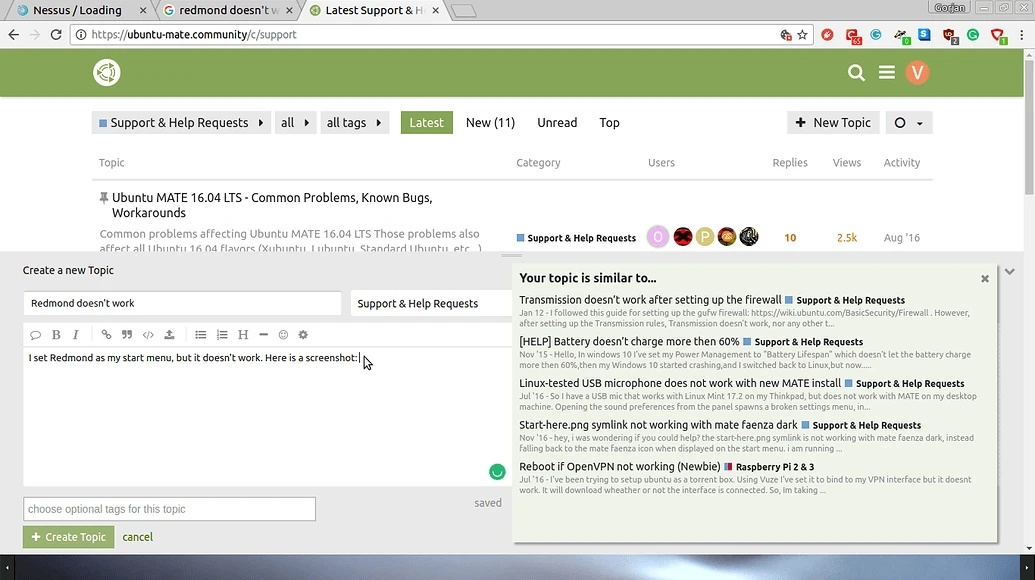 Nessus / Loading
redmond doesn't w
Latest Support & H
Gorjan
https://ubuntu-mate.community/c/support
65
0
2
1
V
Support & Help Requests
all
all tags
Latest
New (11)
Unread
Top
New Topic
Topic
Category
Users
Replies
Views
Activity
Ubuntu MATE 16.04 LTS - Common Problems, Known Bugs,
Workarounds
Common problems affecting Ubuntu MATE 16.04 LTS Those problems also
affect all Ubuntu 16.04 flavors (Xubuntu, Lubuntu, Standard Ubuntu, etc...)
Support & Help Requests
O
P
10
2.5k
Aug '16
Create a new Topic
Redmond doesn't work
Support & Help Requests
B
I
H
I set Redmond as my start menu, but it doesn't work. Here is a screenshot:
choose optional tags for this topic
saved
Create Topic
cancel
Your topic is similar to...
Transmission doesn't work after setting up the firewall Support & Help Requests
Jan 12 - I followed this guide for setting up the gufw firewall: https://wiki.ubuntu.com/BasicSecurity/Firewall . However,
after setting up the Transmission rules, Transmission doesn't work, nor any other t...
[HELP] Battery doesn't charge more then 60% Support & Help Requests
Nov '15 - Hello, In windows 10 I've set my Power Management to "Battery Lifespan" which doesn't let the battery charge
more then 60%,then my Windows 10 started crashing,and I switched back to Linux,but now.....
Linux-tested USB microphone does not work with new MATE install Support & Help Requests
Jul '16 - So I have a USB mic that works with Linux Mint 17.2 on my Thinkpad, but does not work with MATE on my desktop
machine. Opening the sound preferences from the panel spawns a broken settings menu, in...
Start-here.png symlink not working with mate faenza dark Support & Help Requests
Nov '16 - hey, i was wondering if you could help? the start-here.png symlink is not working with mate faenza dark, instead
falling back to the mate faenza icon when displayed on the start menu. i am running ...
Reboot if OpenVPN not working (Newbie) Raspberry Pi 2 & 3
Jul '16 - I've been trying to setup ubuntu as a torrent box. Using Vuze I've set it to bind to my VPN interface but it doesnt
work. It will download wheather or not the interface is connected. So, Im taking ...